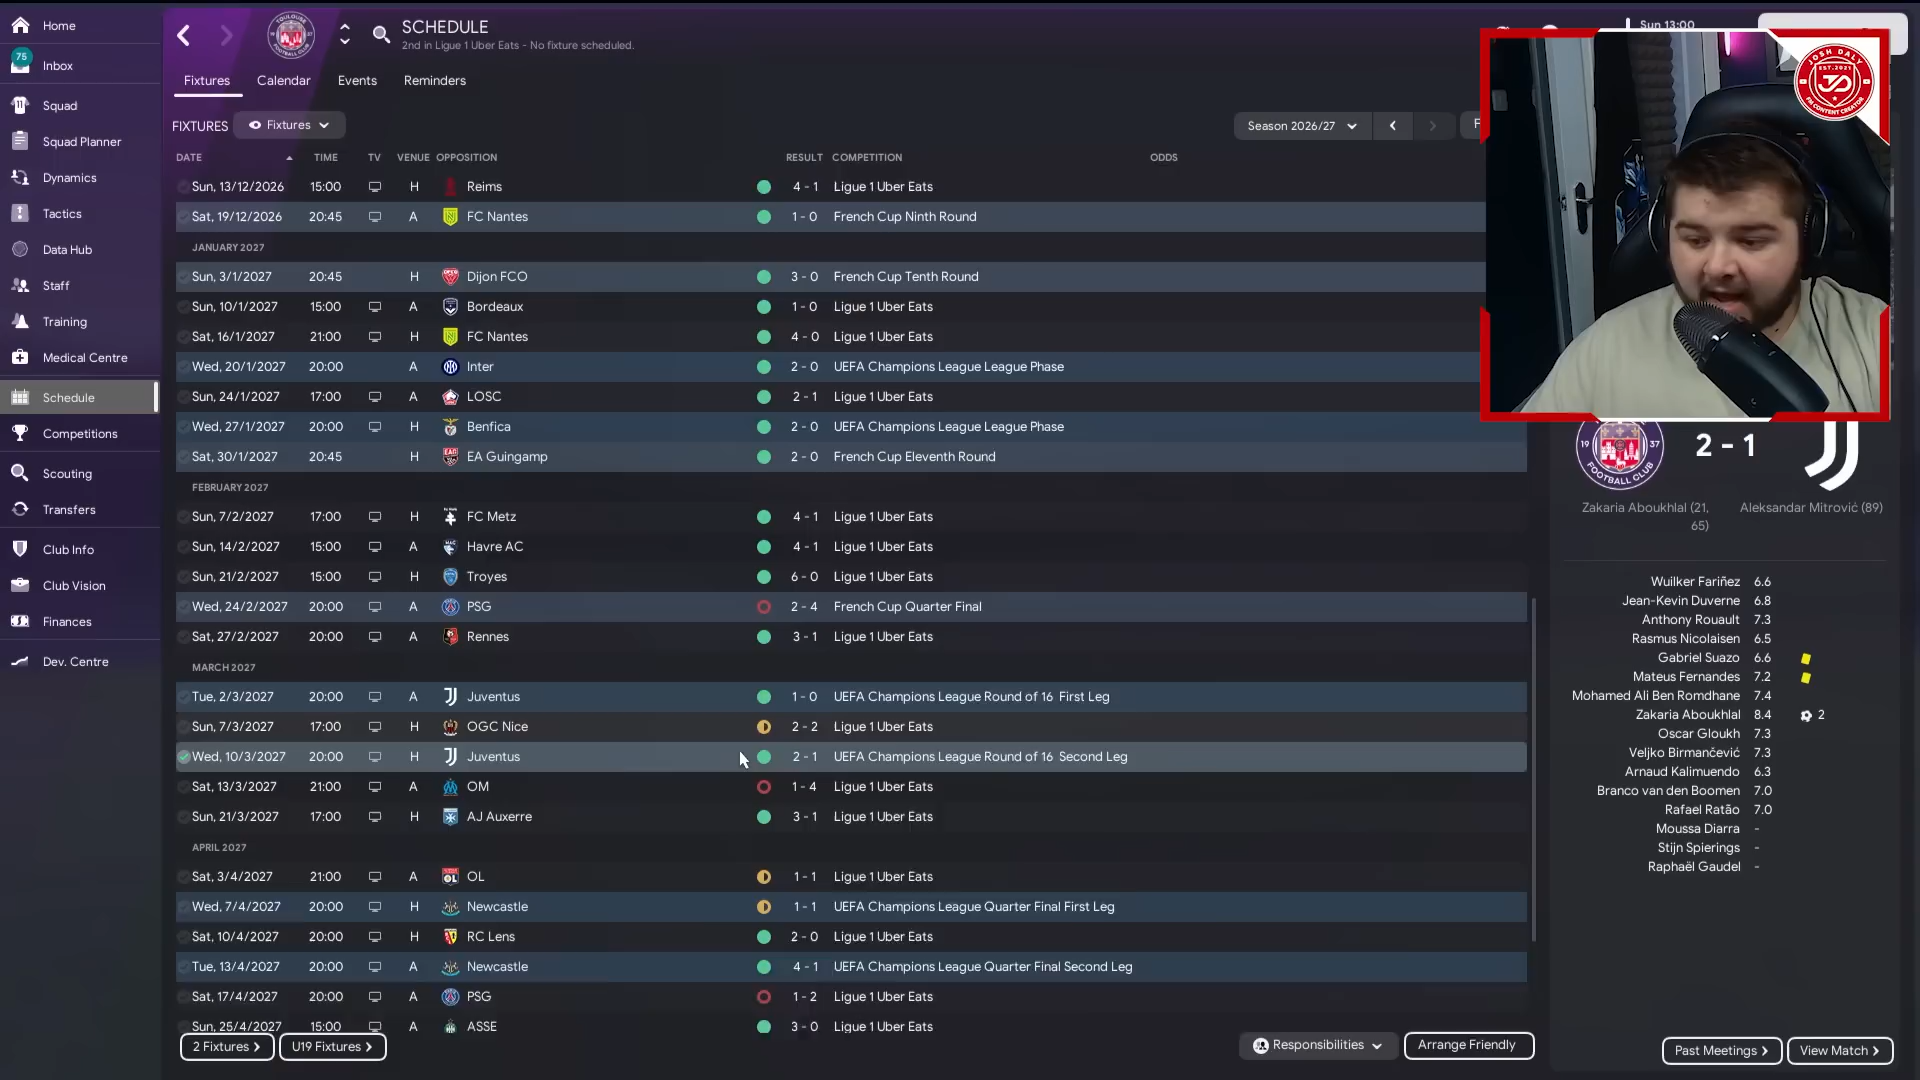 Home
SCHEDULE
2nd in Ligue 1 Uber Eats - No fixture scheduled.
Sun 13:00
75
Inbox
Squad
Squad Planner
Dynamics
Tactics
Data Hub
Staff
Training
Medical Centre
Schedule
Competitions
Scouting
Transfers
Club Info
Club Vision
Finances
Dev. Centre
Fixtures Calendar Events Reminders
FIXTURES Fixtures Season 2026/27 F
DATE TIME TV VENUE OPPOSITION RESULT COMPETITION ODDS
Sun, 13/12/2026 15:00 H Reims 4 - 1 Ligue 1 Uber Eats
Sat, 19/12/2026 20:45 A FC Nantes 1 - 0 French Cup Ninth Round
JANUARY 2027
Sun, 3/1/2027 20:45 H Dijon FCO 3 - 0 French Cup Tenth Round
Sun, 10/1/2027 15:00 A Bordeaux 1 - 0 Ligue 1 Uber Eats
Sat, 16/1/2027 21:00 H FC Nantes 4 - 0 Ligue 1 Uber Eats
Wed, 20/1/2027 20:00 A Inter 2 - 0 UEFA Champions League League Phase
Sun, 24/1/2027 17:00 A LOSC 2 - 1 Ligue 1 Uber Eats
Wed, 27/1/2027 20:00 H Benfica 2 - 0 UEFA Champions League League Phase
Sat, 30/1/2027 20:45 H EA Guingamp 2 - 0 French Cup Eleventh Round
FEBRUARY 2027
Sun, 7/2/2027 17:00 H FC Metz 4 - 1 Ligue 1 Uber Eats
Sun, 14/2/2027 15:00 A Havre AC 4 - 1 Ligue 1 Uber Eats
Sun, 21/2/2027 15:00 H Troyes 6 - 0 Ligue 1 Uber Eats
Wed, 24/2/2027 20:00 A PSG 2 - 4 French Cup Quarter Final
Sat, 27/2/2027 20:00 A Rennes 3 - 1 Ligue 1 Uber Eats
MARCH 2027
Tue, 2/3/2027 20:00 A Juventus 1 - 0 UEFA Champions League Round of 16 First Leg
Sun, 7/3/2027 17:00 H OGC Nice 2 - 2 Ligue 1 Uber Eats
Wed, 10/3/2027 20:00 H Juventus 2 - 1 UEFA Champions League Round of 16 Second Leg
Sat, 13/3/2027 21:00 A OM 1 - 4 Ligue 1 Uber Eats
Sun, 21/3/2027 17:00 H AJ Auxerre 3 - 1 Ligue 1 Uber Eats
APRIL 2027
Sat, 3/4/2027 21:00 A OL 1 - 1 Ligue 1 Uber Eats
Wed, 7/4/2027 20:00 H Newcastle 1 - 1 UEFA Champions League Quarter Final First Leg
Sat, 10/4/2027 20:00 H RC Lens 2 - 0 Ligue 1 Uber Eats
Tue, 13/4/2027 20:00 A Newcastle 4 - 1 UEFA Champions League Quarter Final Second Leg
Sat, 17/4/2027 20:00 A PSG 1 - 2 Ligue 1 Uber Eats
Sun, 25/4/2027 15:00 A ASSE 3 - 0 Ligue 1 Uber Eats
2 Fixtures U19 Fixtures Responsibilities Arrange Friendly
JOSH DALY
EST.2021
JD
FM CONTENT CREATOR
19 37
FOOTBALL CLUB
2 - 1
Zakaria Aboukhlal (21, 65)
Aleksandar Mitrović (89)
Wuilker Fariñez 6.6
Jean-Kevin Duverne 6.8
Anthony Rouault 7.3
Rasmus Nicolaisen 6.5
Gabriel Suazo 6.6
Mateus Fernandes 7.2
Mohamed Ali Ben Romdhane 7.4
Zakaria Aboukhlal 8.4 2
Oscar Gloukh 7.3
Veljko Birmančević 7.3
Arnaud Kalimuendo 6.3
Branco van den Boomen 7.0
Rafael Ratão 7.0
Moussa Diarra -
Stijn Spierings -
Raphaël Gaudel -
Past Meetings View Match